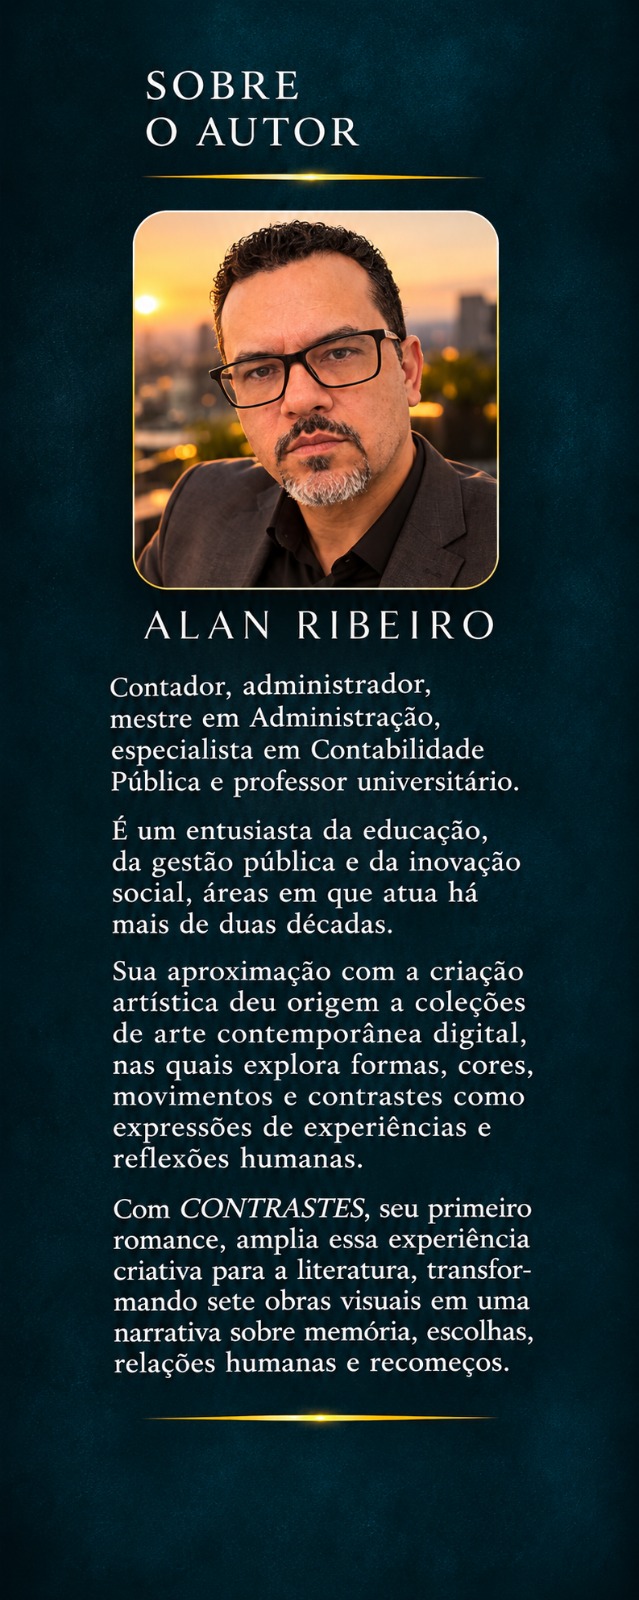 SOBRE
O AUTOR
ALAN RIBEIRO
Contador, administrador,
mestre em Administração,
especialista em Contabilidade
Pública e professor universitário.
É um entusiasta da educação,
da gestão pública e da inovação
social, áreas em que atua há
mais de duas décadas.
Sua aproximação com a criação
artística deu origem a coleções
de arte contemporânea digital,
nas quais explora formas, cores,
movimentos e contrastes como
expressões de experiências e
reflexões humanas.
Com CONTRASTES, seu primeiro
romance, amplia essa experiência
criativa para a literatura, transfor-
mando sete obras visuais em uma
narrativa sobre memória, escolhas,
relações humanas e recomeços.